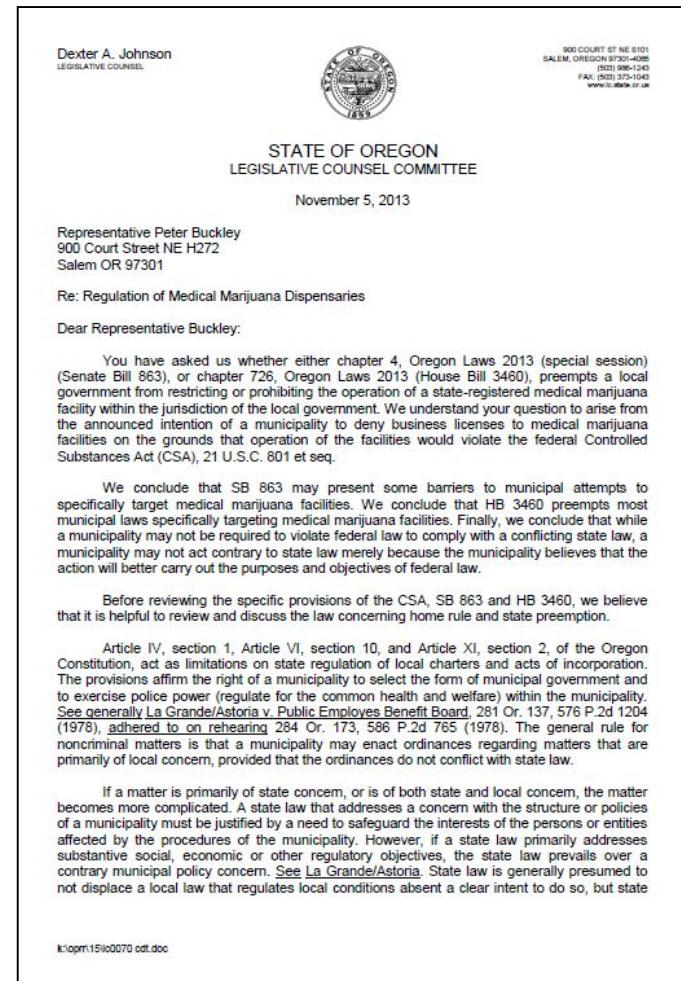 Dexter A. Johnson
LEGISLATIVE COUNSEL
900 COURT ST NE S101
SALEM, OREGON 97301-4065
(503) 986-1243
FAX: (503) 373-1043
www.lc.state.or.us
STATE OF OREGON
1859
STATE OF OREGON
LEGISLATIVE COUNSEL COMMITTEE
November 5, 2013
Representative Peter Buckley
900 Court Street NE H272
Salem OR 97301
Re: Regulation of Medical Marijuana Dispensaries
Dear Representative Buckley:
You have asked us whether either chapter 4, Oregon Laws 2013 (special session)
(Senate Bill 863), or chapter 726, Oregon Laws 2013 (House Bill 3460), preempts a local
government from restricting or prohibiting the operation of a state-registered medical marijuana
facility within the jurisdiction of the local government. We understand your question to arise from
the announced intention of a municipality to deny business licenses to medical marijuana
facilities on the grounds that operation of the facilities would violate the federal Controlled
Substances Act (CSA), 21 U.S.C. 801 et seq.
We conclude that SB 863 may present some barriers to municipal attempts to
specifically target medical marijuana facilities. We conclude that HB 3460 preempts most
municipal laws specifically targeting medical marijuana facilities. Finally, we conclude that while
a municipality may not be required to violate federal law to comply with a conflicting state law, a
municipality may not act contrary to state law merely because the municipality believes that the
action will better carry out the purposes and objectives of federal law.
Before reviewing the specific provisions of the CSA, SB 863 and HB 3460, we believe
that it is helpful to review and discuss the law concerning home rule and state preemption.
Article IV, section 1, Article VI, section 10, and Article XI, section 2, of the Oregon
Constitution, act as limitations on state regulation of local charters and acts of incorporation.
The provisions affirm the right of a municipality to select the form of municipal government and
to exercise police power (regulate for the common health and welfare) within the municipality.
See generally La Grande/Astoria v. Public Employes Benefit Board, 281 Or. 137, 576 P.2d 1204
(1978), adhered to on rehearing 284 Or. 173, 586 P.2d 765 (1978). The general rule for
noncriminal matters is that a municipality may enact ordinances regarding matters that are
primarily of local concern, provided that the ordinances do not conflict with state law.
If a matter is primarily of state concern, or is of both state and local concern, the matter
becomes more complicated. A state law that addresses a concern with the structure or policies
of a municipality must be justified by a need to safeguard the interests of the persons or entities
affected by the procedures of the municipality. However, if a state law primarily addresses
substantive social, economic or other regulatory objectives, the state law prevails over a
contrary municipal policy concern. See La Grande/Astoria. State law is generally presumed to
not displace a local law that regulates local conditions absent a clear intent to do so, but state
k:\opm\15\lc0070 cdt.doc